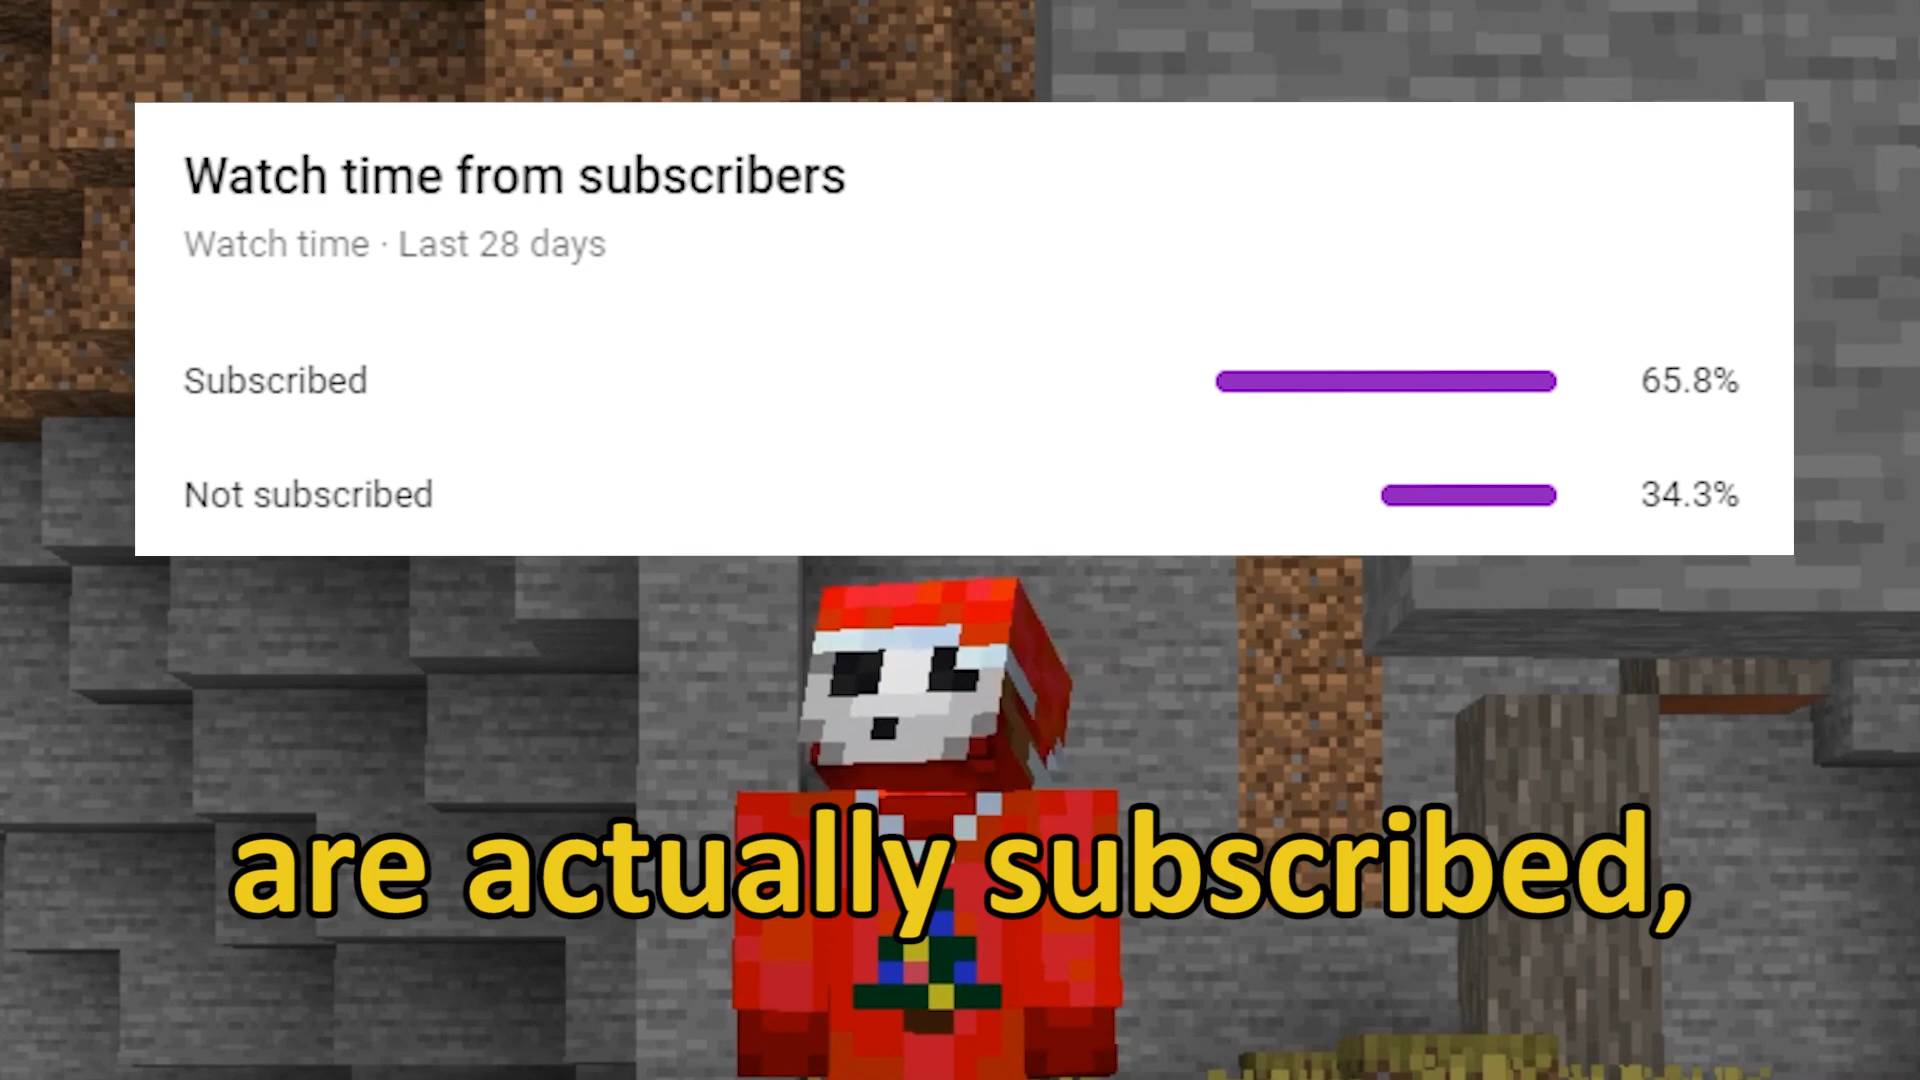 Watch time from subscribers
Watch time · Last 28 days
Subscribed 65.8%
Not subscribed 34.3%
are actually subscribed,